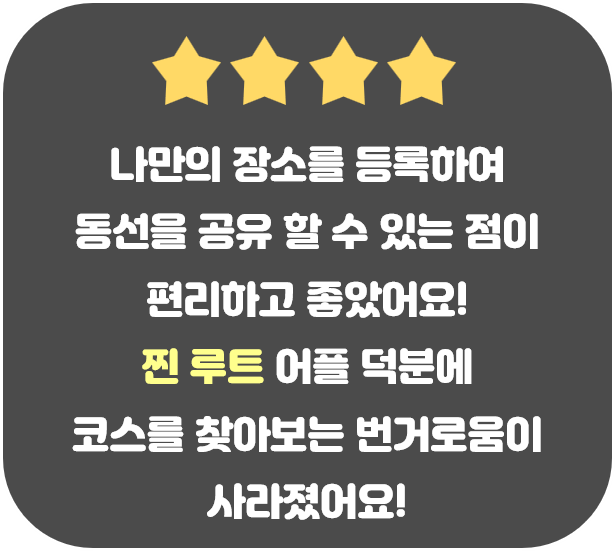 나만의 장소를 등록하여
동선을 공유 할 수 있는 점이
편리하고 좋았어요!
찐 루트 어플 덕분에
코스를 찾아보는 번거로움이
사라졌어요!